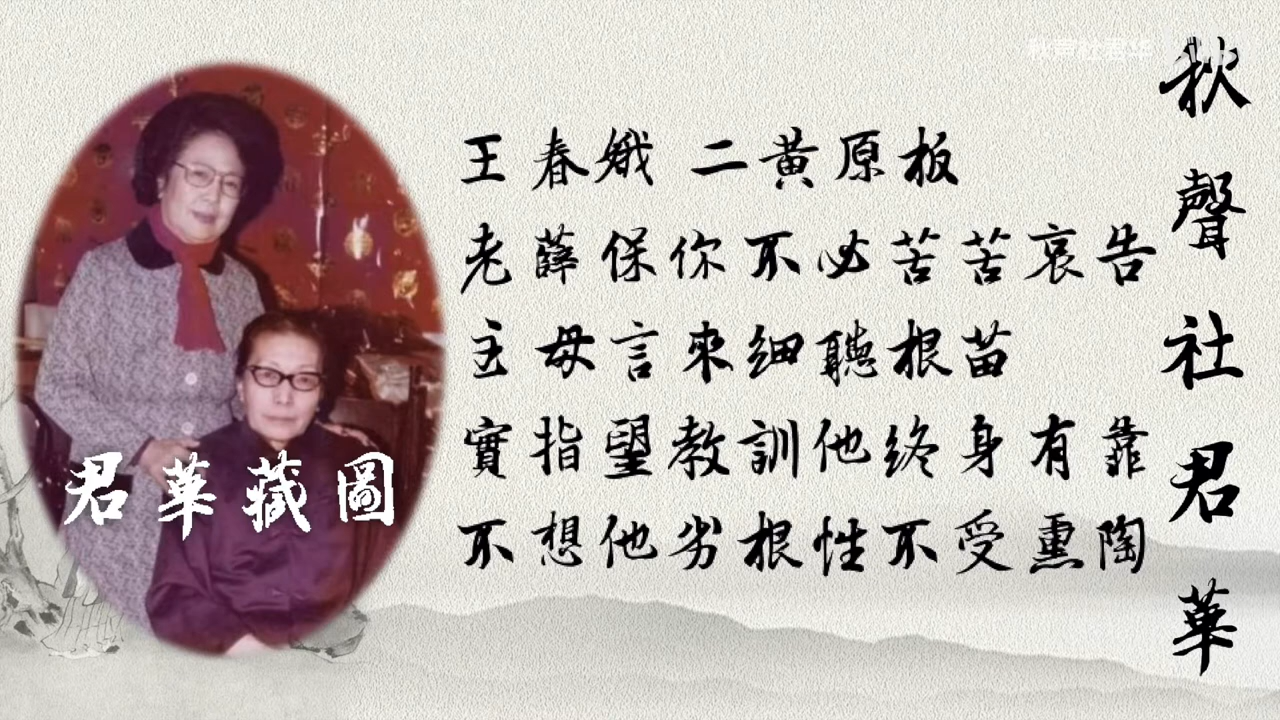 王春娥 二黃原板
老薛保你不必苦苦哀告
主母言來細聽根苗
實指望教訓他終身有靠
不想他劣根性不受熏陶
秋聲社君華
君華藏圖